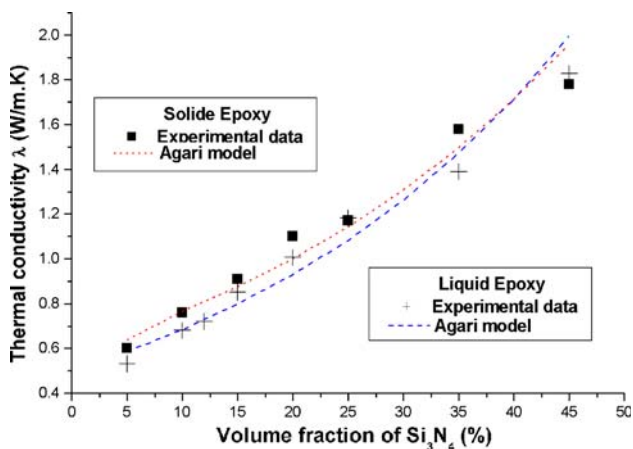 Thermal conductivity λ (W/m.K)
2.0
1.8
1.6
1.4
1.2
1.0
0.8
0.6
0.4
Solide Epoxy
Experimental data
Agari model
Liquid Epoxy
Experimental data
Agari model
0 5 10 15 20 25 30 35 40 45 50
Volume fraction of Si₃N₄ (%)